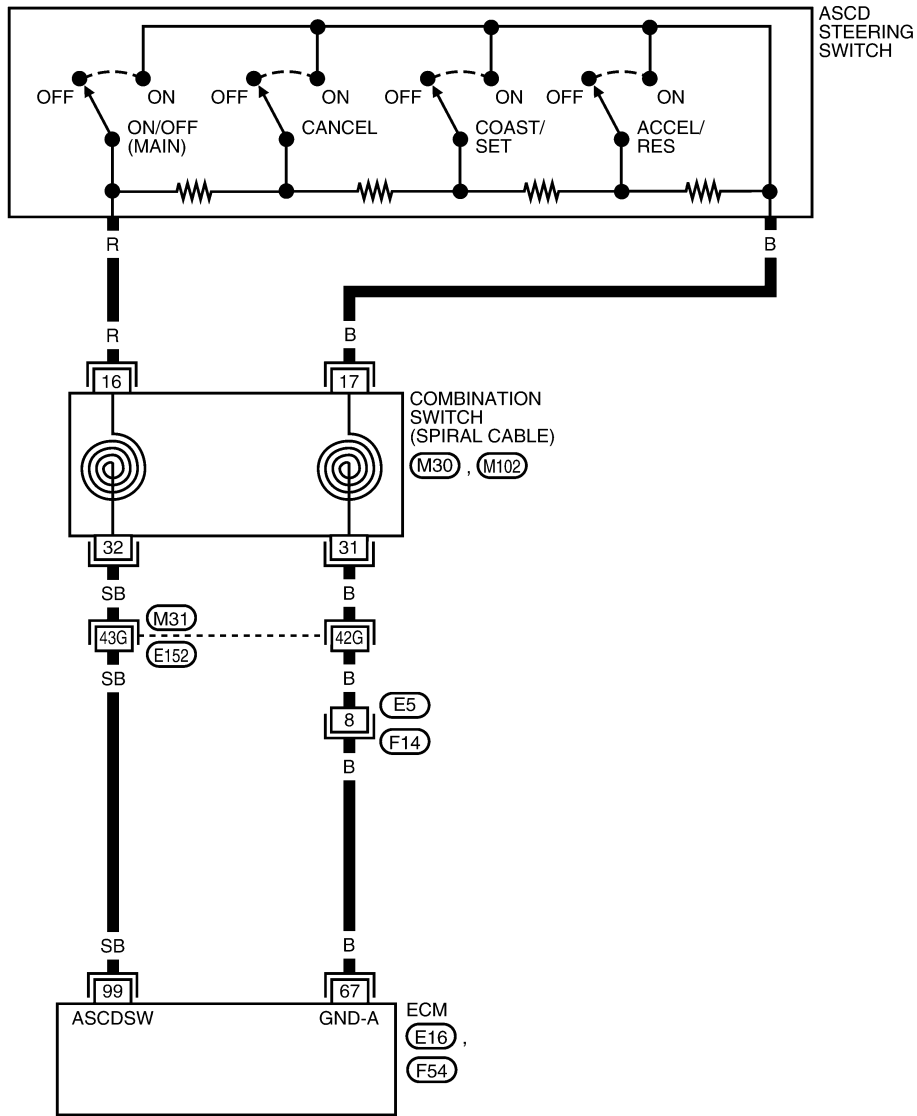 ASCD
STEERING
SWITCH
OFF ON OFF ON OFF ON OFF ON
ON/OFF
(MAIN)
CANCEL
COAST/
SET
ACCEL/
RES
R B
R B
16 17
COMBINATION
SWITCH
(SPIRAL CABLE)
M30 , M102
32 31
SB B
M31
43G 42G
E152
SB B
E5
8
F14
B
SB B
99 67
ASCDSW GND-A
ECM
E16 ,
F54